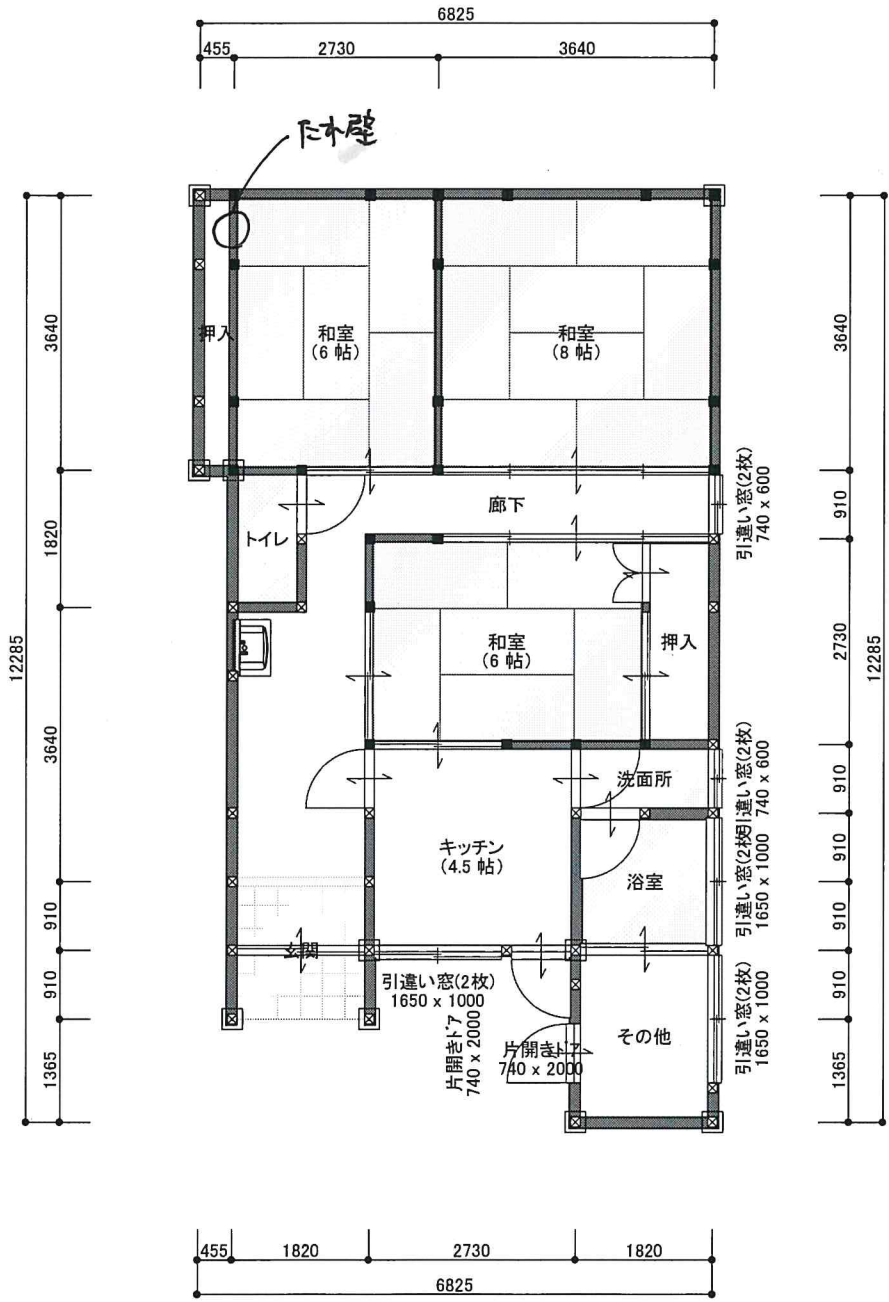 6825
455
2730
3640
たれ壁
3640
1820
12285
3640
910
910
1365
押入
和室
(6 帖)
和室
(8 帖)
廊下
トイレ
和室
(6 帖)
押入
洗面所
キッチン
(4.5 帖)
浴室
玄関
引違い窓(2枚)
1650 x 1000
片開きドア
740 x 2000
片開きドア
740 x 2000
その他
引違い窓(2枚)
740 x 600
引違い窓(2枚)
740 x 600
引違い窓(2枚)
1650 x 1000
引違い窓(2枚)
1650 x 1000
3640
910
2730
12285
910
910
910
910
1365
455
1820
2730
1820
6825